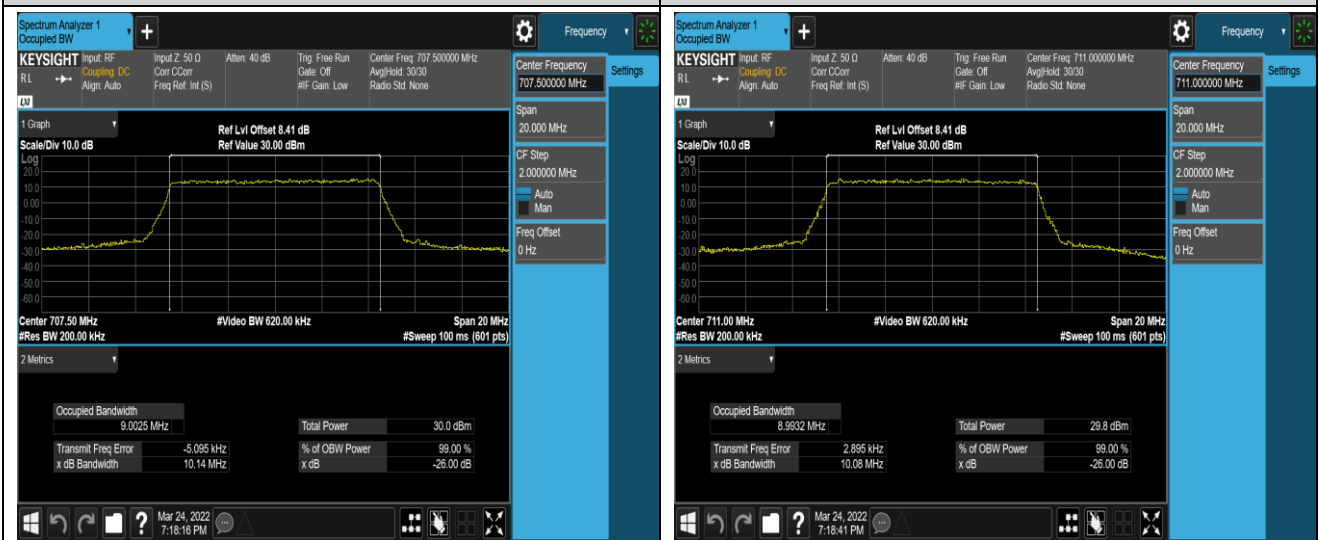 Spectrum Analyzer 1
Occupied BW
+
Frequency
KEYSIGHT
RL
LXI
Input: RF
Coupling: DC
Align: Auto
Input Z: 50 Ω
Corr CCorr
Freq Ref: Int (S)
Atten: 40 dB
Trig: Free Run
Gate: Off
#IF Gain: Low
Center Freq: 707.500000 MHz
Avg|Hold: 30/30
Radio Std: None
Center Frequency
707.500000 MHz
Settings
Span
20.000 MHz
CF Step
2.000000 MHz
Auto
Man
Freq Offset
0 Hz
1 Graph
Ref Lvl Offset 8.41 dB
Scale/Div 10.0 dB
Ref Value 30.00 dBm
Log
20.0
10.0
0.00
-10.0
-20.0
-30.0
-40.0
-50.0
-60.0
Center 707.50 MHz
#Video BW 620.00 kHz
Span 20 MHz
#Res BW 200.00 kHz
#Sweep 100 ms (601 pts)
2 Metrics
Occupied Bandwidth
9.0025 MHz
Total Power
30.0 dBm
Transmit Freq Error
-5.095 kHz
% of OBW Power
99.00 %
x dB Bandwidth
10.14 MHz
x dB
-26.00 dB
?
Mar 24, 2022
7:18:16 PM
Spectrum Analyzer 1
Occupied BW
+
Frequency
KEYSIGHT
RL
LXI
Input: RF
Coupling: DC
Align: Auto
Input Z: 50 Ω
Corr CCorr
Freq Ref: Int (S)
Atten: 40 dB
Trig: Free Run
Gate: Off
#IF Gain: Low
Center Freq: 711.000000 MHz
Avg|Hold: 30/30
Radio Std: None
Center Frequency
711.000000 MHz
Settings
Span
20.000 MHz
CF Step
2.000000 MHz
Auto
Man
Freq Offset
0 Hz
1 Graph
Ref Lvl Offset 8.41 dB
Scale/Div 10.0 dB
Ref Value 30.00 dBm
Log
20.0
10.0
0.00
-10.0
-20.0
-30.0
-40.0
-50.0
-60.0
Center 711.00 MHz
#Video BW 620.00 kHz
Span 20 MHz
#Res BW 200.00 kHz
#Sweep 100 ms (601 pts)
2 Metrics
Occupied Bandwidth
8.9932 MHz
Total Power
29.8 dBm
Transmit Freq Error
2.895 kHz
% of OBW Power
99.00 %
x dB Bandwidth
10.08 MHz
x dB
-26.00 dB
?
Mar 24, 2022
7:18:41 PM